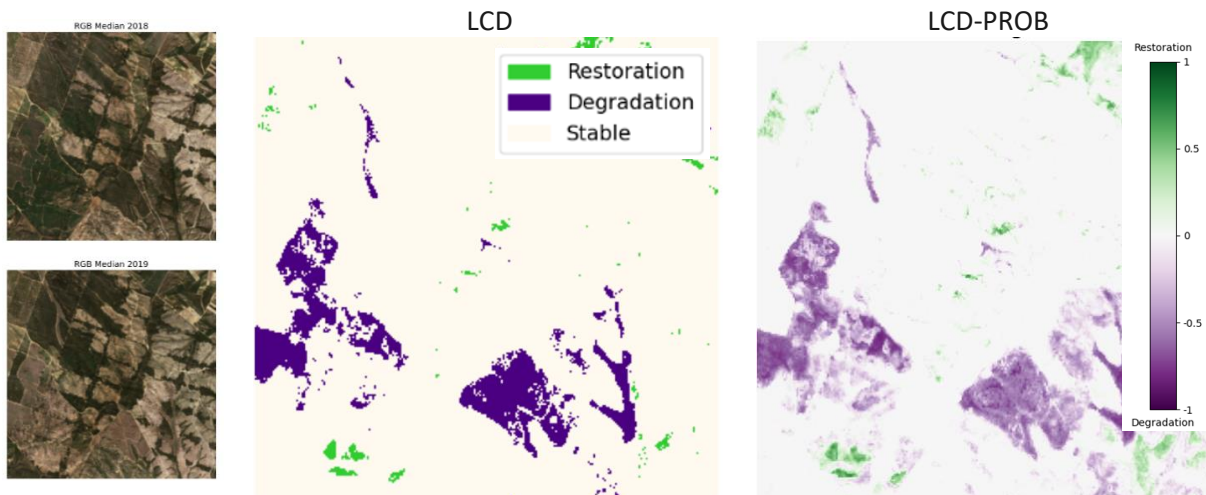 RGB Median 2018
RGB Median 2019
LCD
Restoration
Degradation
Stable
LCD-PROB
Restoration
1
0.5
0
-0.5
-1
Degradation